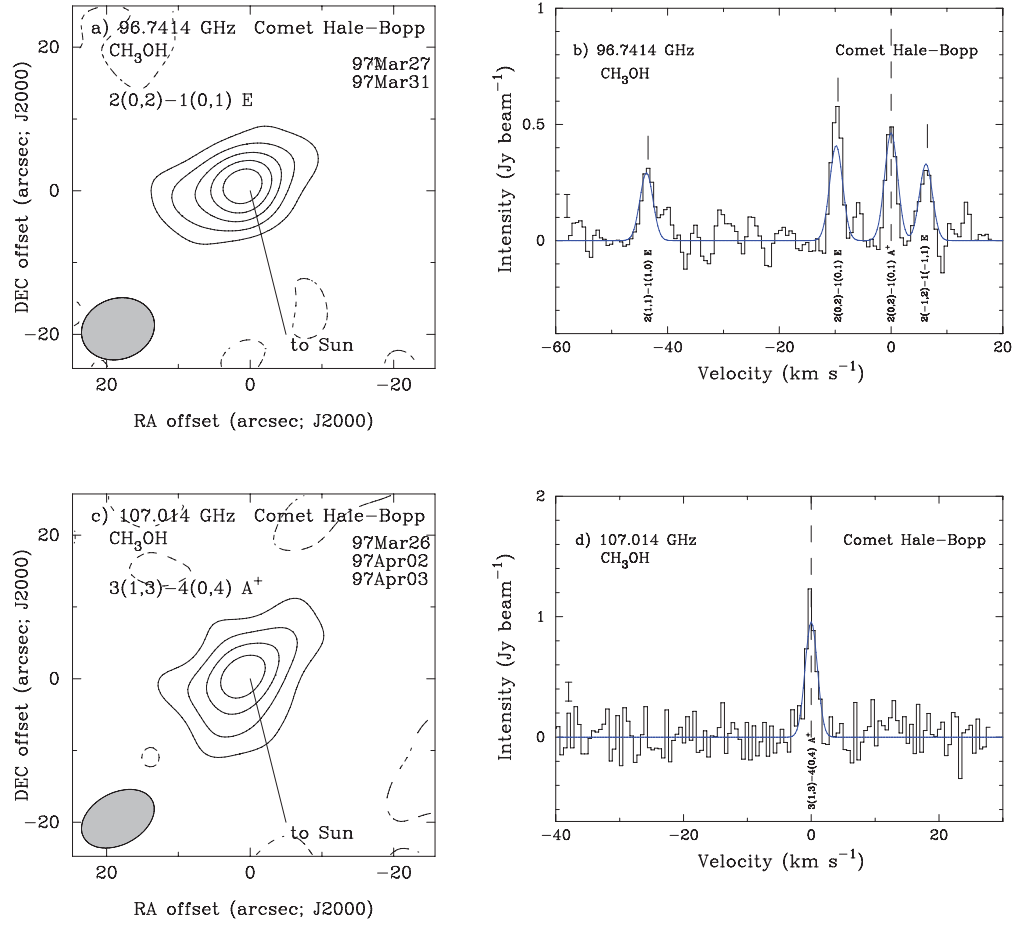 a) 96.7414 GHz Comet Hale-Bopp
CH3OH
97Mar27
97Mar31
2(0,2)-1(0,1) E
to Sun
20
0
-20
20
0
-20
DEC offset (arcsec; J2000)
RA offset (arcsec; J2000)
b) 96.7414 GHz Comet Hale-Bopp
CH3OH
2(1,1)-1(1,0) E
2(0,2)-1(0,1) E
2(0,2)-1(0,1) A+
2(-1,2)-1(-1,1) E
1
0.5
0
-60
-40
-20
0
20
Intensity (Jy beam−1)
Velocity (km s−1)
c) 107.014 GHz Comet Hale-Bopp
CH3OH
97Mar26
97Apr02
97Apr03
3(1,3)-4(0,4) A+
to Sun
20
0
-20
20
0
-20
DEC offset (arcsec; J2000)
RA offset (arcsec; J2000)
d) 107.014 GHz Comet Hale-Bopp
CH3OH
3(1,3)-4(0,4) A+
2
1
0
-40
-20
0
20
Intensity (Jy beam−1)
Velocity (km s−1)